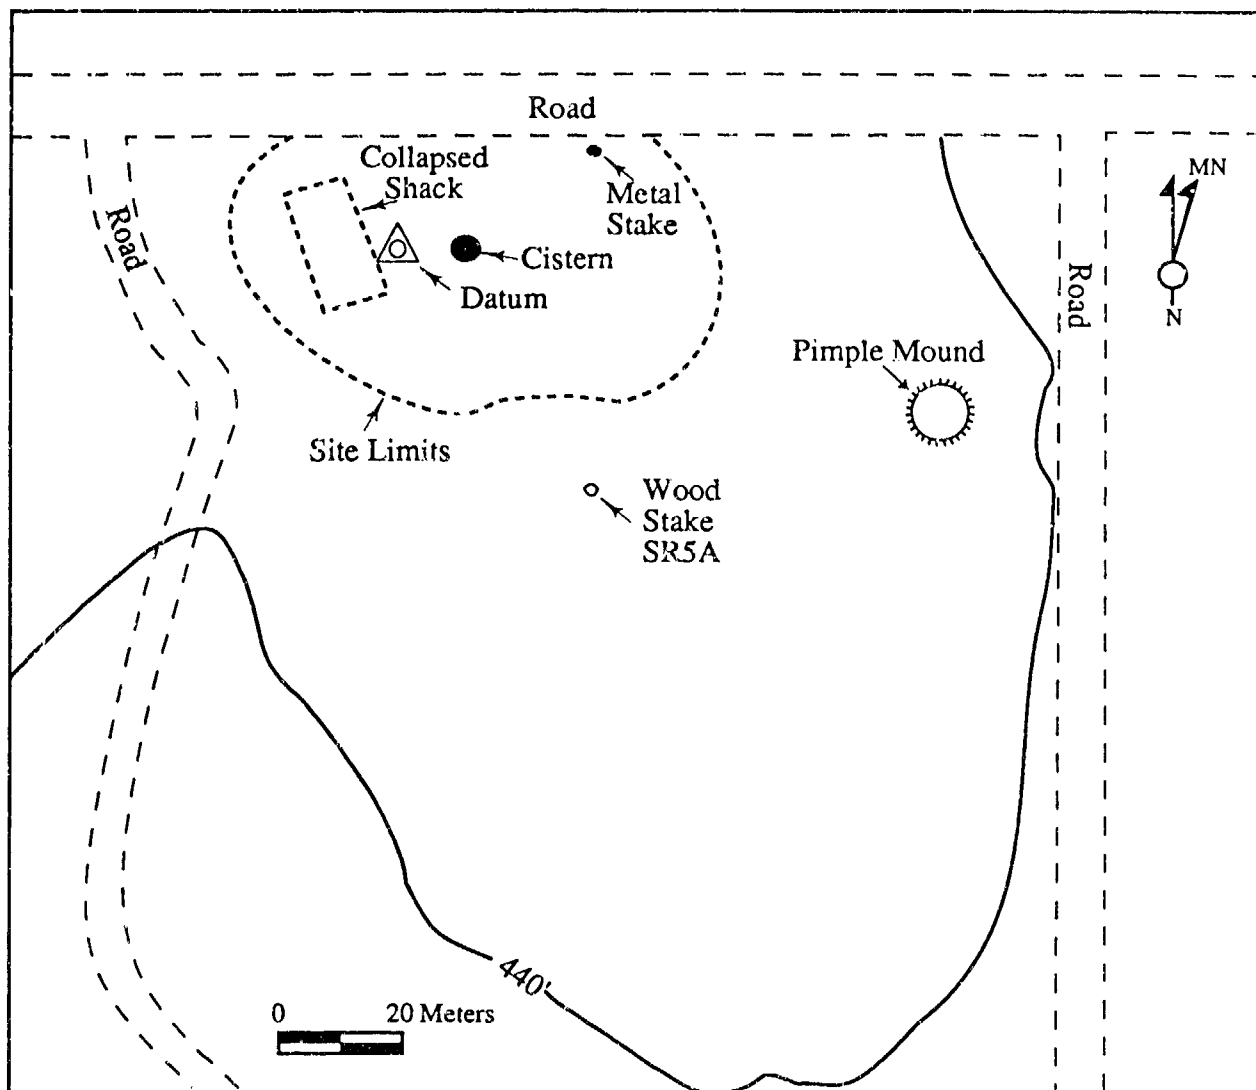 Road
Collapsed
Shack
Metal
Stake
MN
Road
Cistern
Datum
Road
N
Pimple Mound
Site Limits
Wood
Stake
SR5A
440'
0 20 Meters